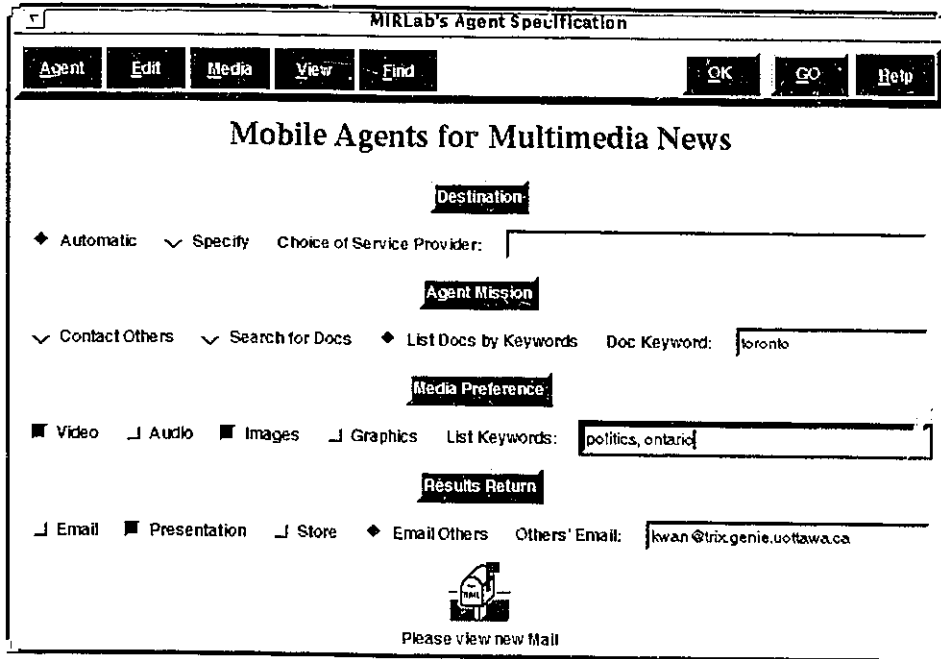 MIRLab's Agent Specification
Agent Edit Media View Find OK GO Help
Mobile Agents for Multimedia News
Destination
Automatic Specify Choice of Service Provider:
Agent Mission
Contact Others Search for Docs List Docs by Keywords Doc Keyword: toronto
Media Preference
Video Audio Images Graphics List Keywords: politics, ontario
Results Return
Email Presentation Store Email Others Others' Email: kwan@trix.genie.uottawa.ca
MAIL
Please view new Mail